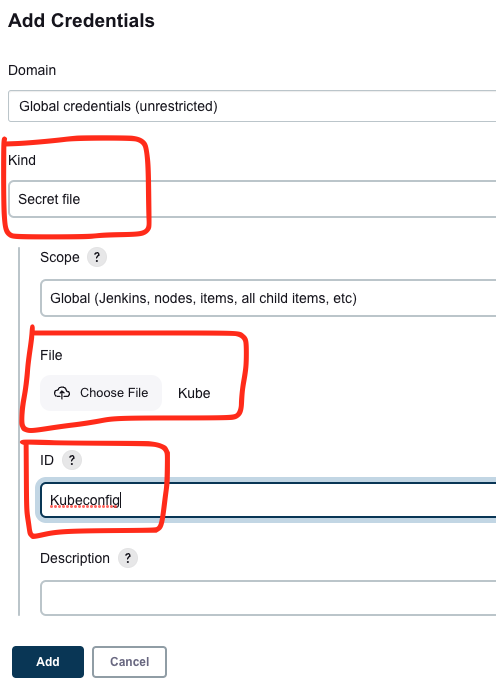 Add Credentials
Domain
Global credentials (unrestricted)
Kind
Secret file
Scope ?
Global (Jenkins, nodes, items, all child items, etc)
File
Choose File Kube
ID ?
Kubeconfig
Description ?
Add Cancel